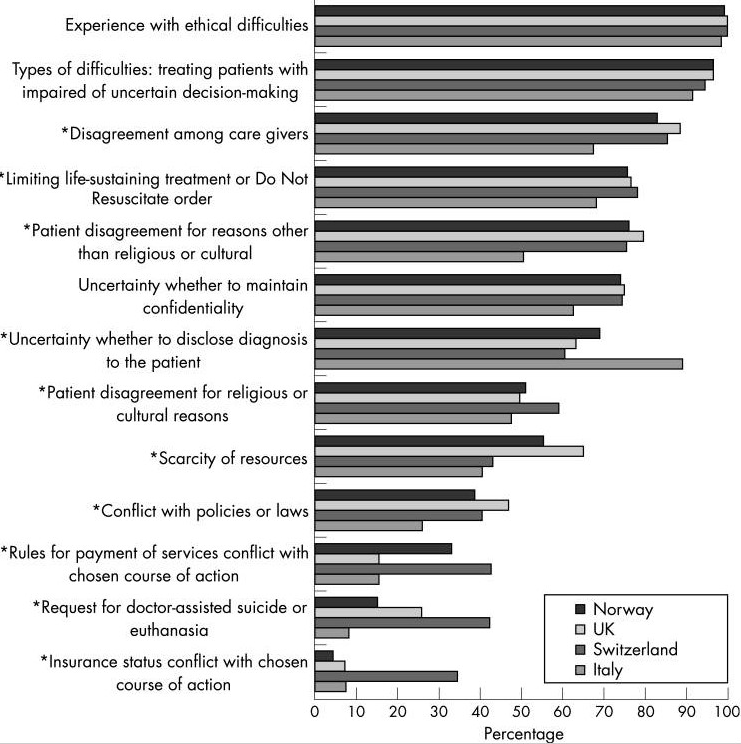 Experience with ethical difficulties
Types of difficulties: treating patients with
impaired of uncertain decision-making
*Disagreement among care givers
*Limiting life-sustaining treatment or Do Not
Resuscitate order
*Patient disagreement for reasons other
than religious or cultural
Uncertainty whether to maintain
confidentiality
*Uncertainty whether to disclose diagnosis
to the patient
*Patient disagreement for religious or
cultural reasons
*Scarcity of resources
*Conflict with policies or laws
*Rules for payment of services conflict with
chosen course of action
*Request for doctor-assisted suicide or
euthanasia
*Insurance status conflict with chosen
course of action
Norway
UK
Switzerland
Italy
0 10 20 30 40 50 60 70 80 90 100
Percentage